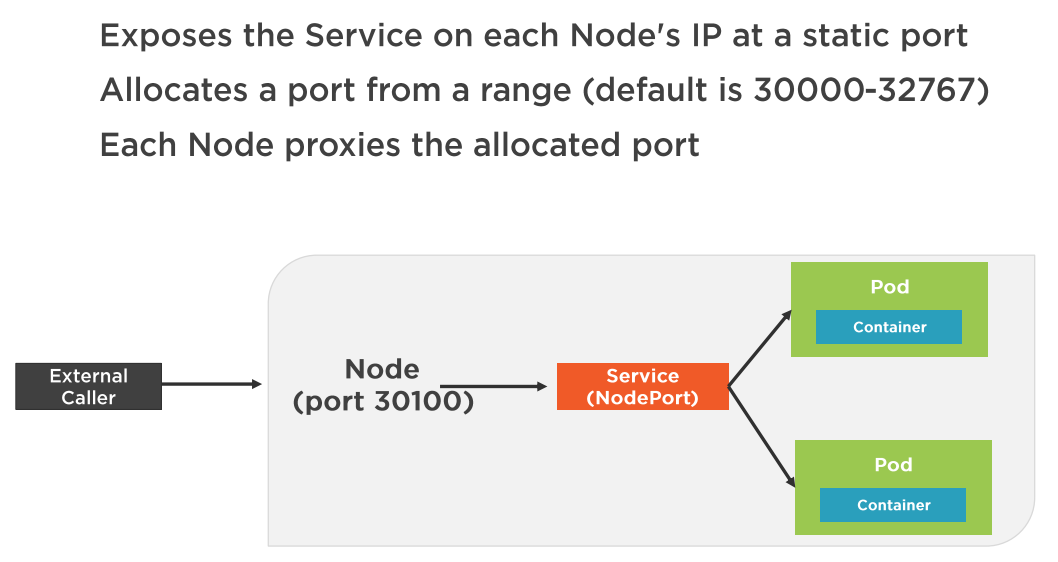 Exposes the Service on each Node's IP at a static port
Allocates a port from a range (default is 30000-32767)
Each Node proxies the allocated port
External
Caller
Node
(port 30100)
Service
(NodePort)
Pod
Container
Pod
Container